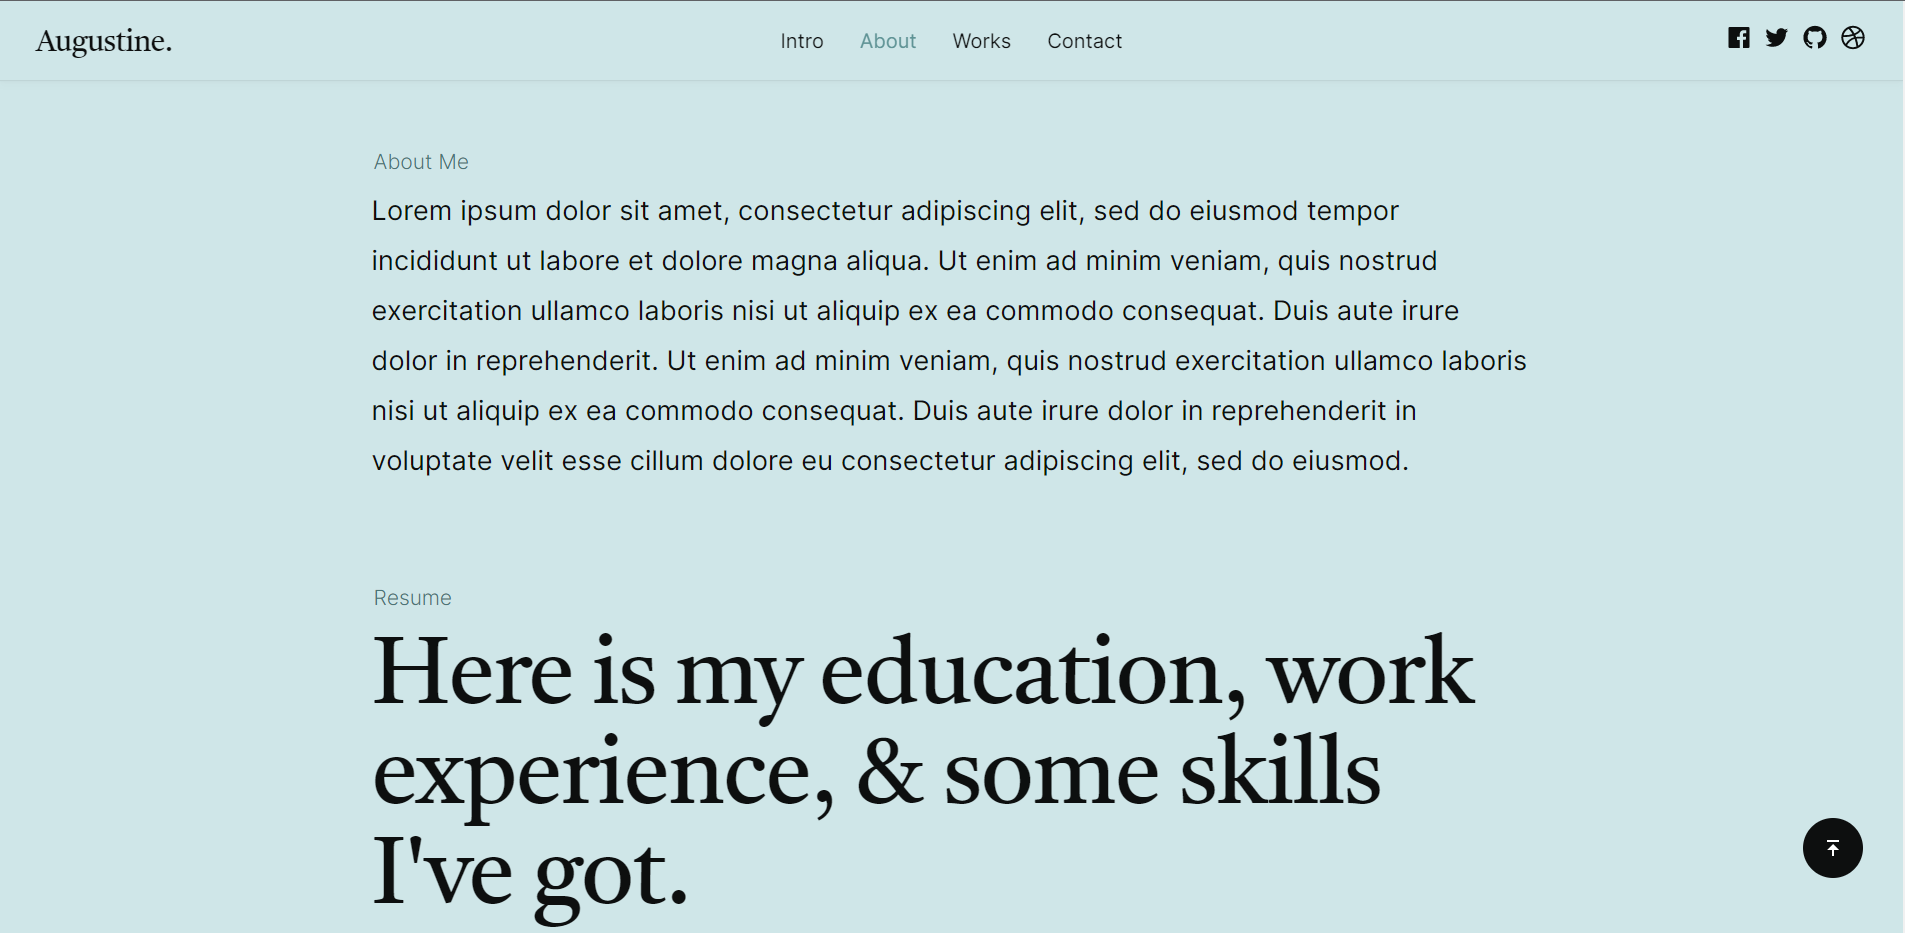 Augustine.
Intro About Works Contact
About Me
Lorem ipsum dolor sit amet, consectetur adipiscing elit, sed do eiusmod tempor
incididunt ut labore et dolore magna aliqua. Ut enim ad minim veniam, quis nostrud
exercitation ullamco laboris nisi ut aliquip ex ea commodo consequat. Duis aute irure
dolor in reprehenderit. Ut enim ad minim veniam, quis nostrud exercitation ullamco laboris
nisi ut aliquip ex ea commodo consequat. Duis aute irure dolor in reprehenderit in
voluptate velit esse cillum dolore eu consectetur adipiscing elit, sed do eiusmod.
Resume
Here is my education, work
experience, & some skills
I've got.